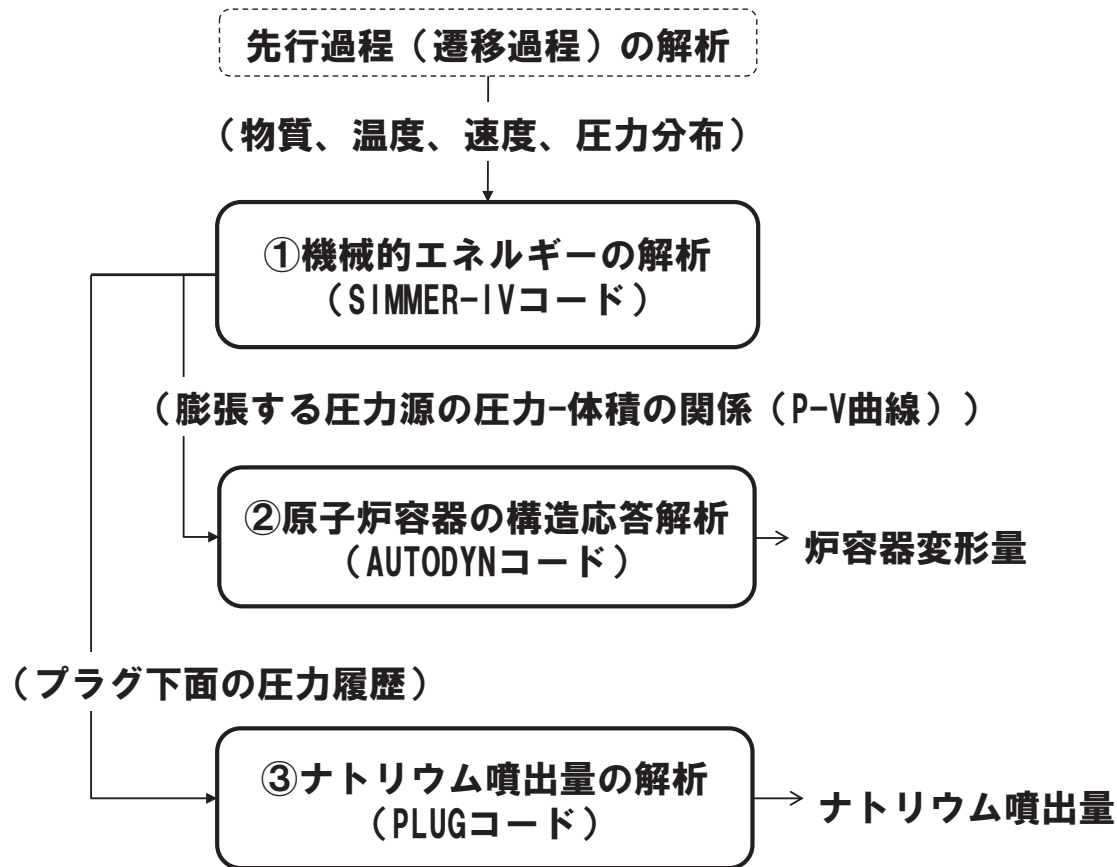 先行過程（遷移過程）の解析
（物質、温度、速度、圧力分布）
①機械的エネルギーの解析
（SIMMER-IVコード）
（膨張する圧力源の圧力-体積の関係（P-V曲線））
②原子炉容器の構造応答解析
（AUTODYNコード）
炉容器変形量
（プラグ下面の圧力履歴）
③ナトリウム噴出量の解析
（PLUGコード）
ナトリウム噴出量